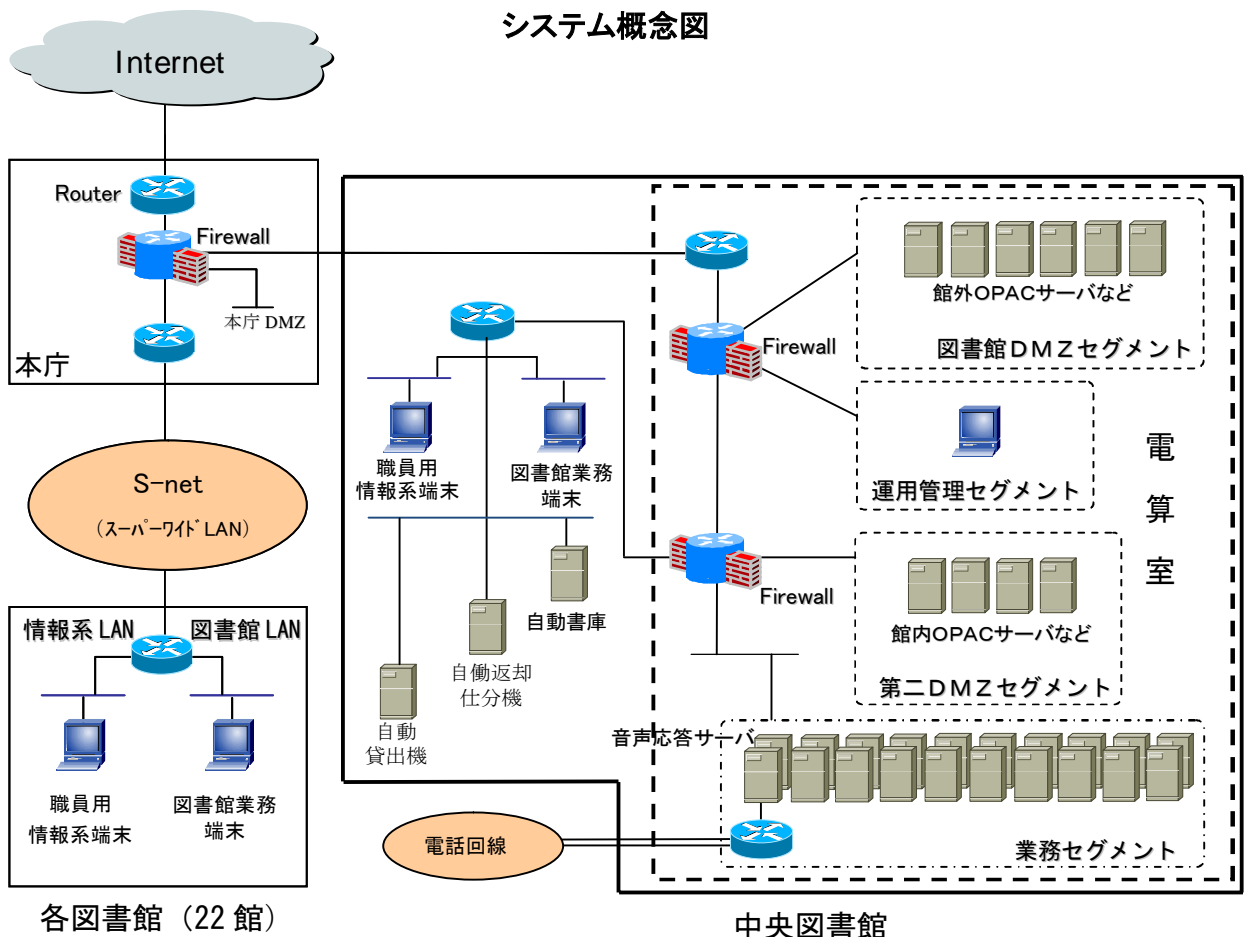 システム概念図
Internet
Router
Firewall
本庁 DMZ
本庁
S-net
(スーパーワイドLAN)
情報系 LAN
図書館 LAN
職員用
情報系端末
図書館業務
端末
各図書館（22 館）
職員用
情報系端末
図書館業務
端末
自動書庫
自働返却
仕分機
自動
貸出機
Firewall
館外OPACサーバなど
図書館DMZセグメント
運用管理セグメント
電算室
Firewall
館内OPACサーバなど
第二DMZセグメント
音声応答サーバ
業務セグメント
電話回線
中央図書館